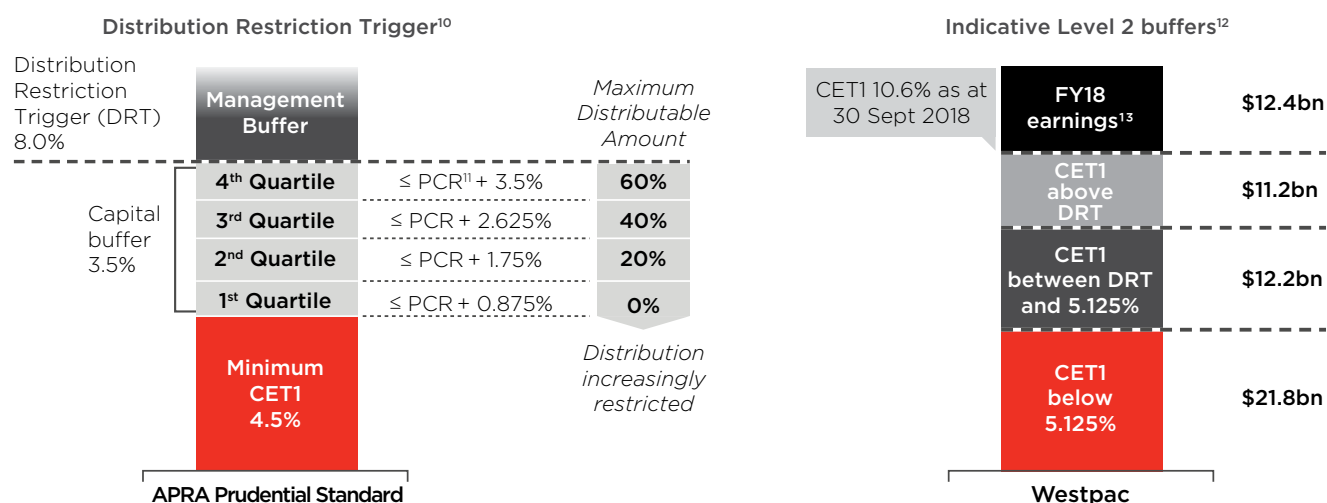 Distribution Restriction Trigger¹⁰
Distribution
Restriction
Trigger (DRT)
8.0%
Management
Buffer
Maximum
Distributable
Amount
Capital
buffer
3.5%
4th Quartile ≤ PCR¹¹ + 3.5% 60%
3rd Quartile ≤ PCR + 2.625% 40%
2nd Quartile ≤ PCR + 1.75% 20%
1st Quartile ≤ PCR + 0.875% 0%
Minimum
CET1
4.5%
Distribution
increasingly
restricted
APRA Prudential Standard
Indicative Level 2 buffers¹²
CET1 10.6% as at
30 Sept 2018
FY18
earnings¹³
$12.4bn
CET1
above
DRT
$11.2bn
CET1
between DRT
and 5.125%
$12.2bn
CET1
below
5.125%
$21.8bn
Westpac